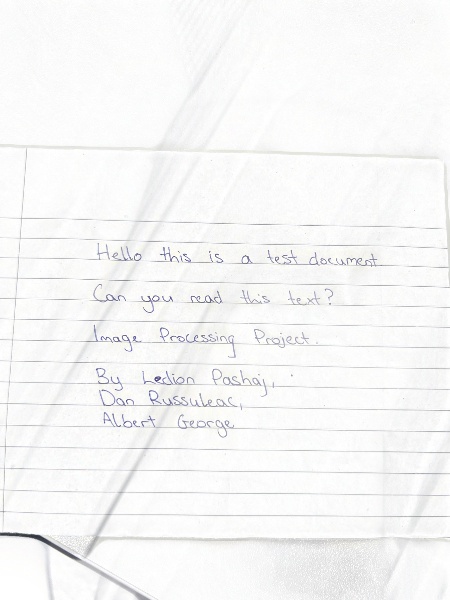 Hello this is a test document
Can you read this text?
Image Processing Project.
By Ledion Pashaj,
Dan Russuleac,
Albert George